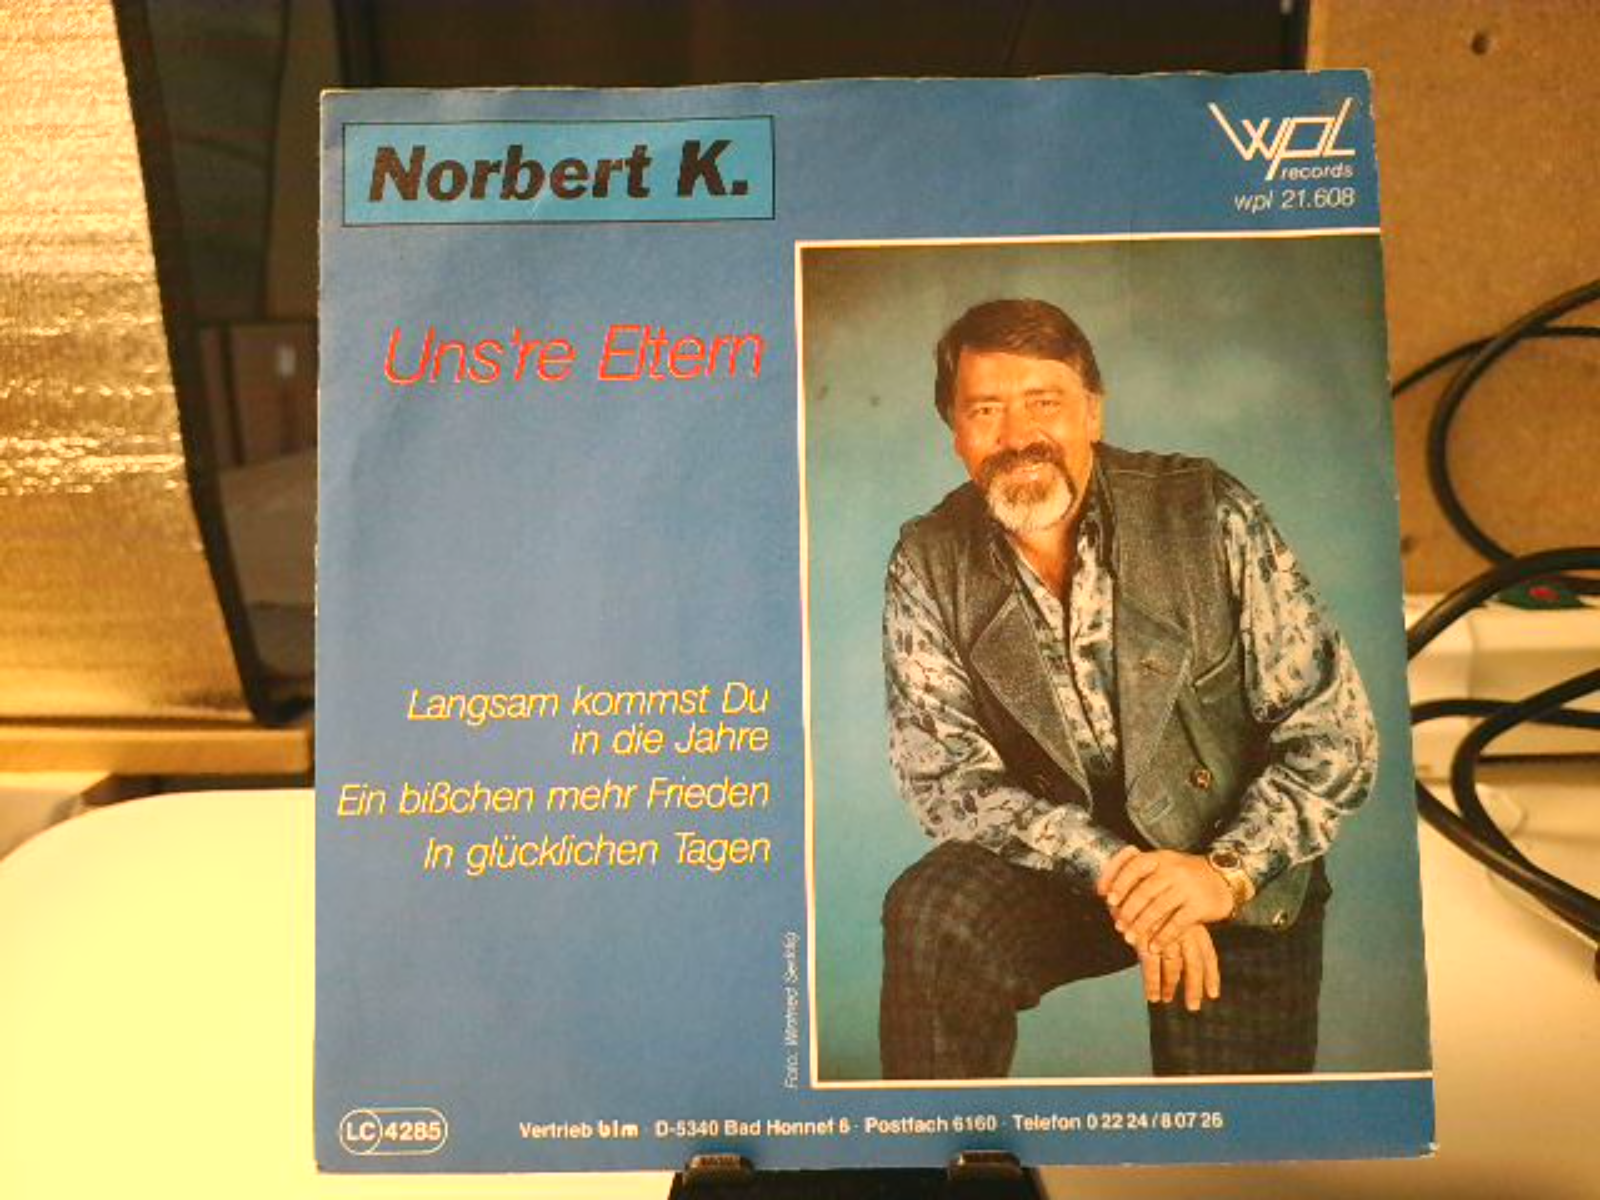 Norbert K.
wpl
records
wpl 21.608
Uns're Eltern
Langsam kommst Du
in die Jahre
Ein bißchen mehr Frieden
In glücklichen Tagen
Foto: Winfried
LC 4285
Vertrieb blm D-5340 Bad Honnef 6 · Postfach 6160 · Telefon 0 22 24 / 8 07 26